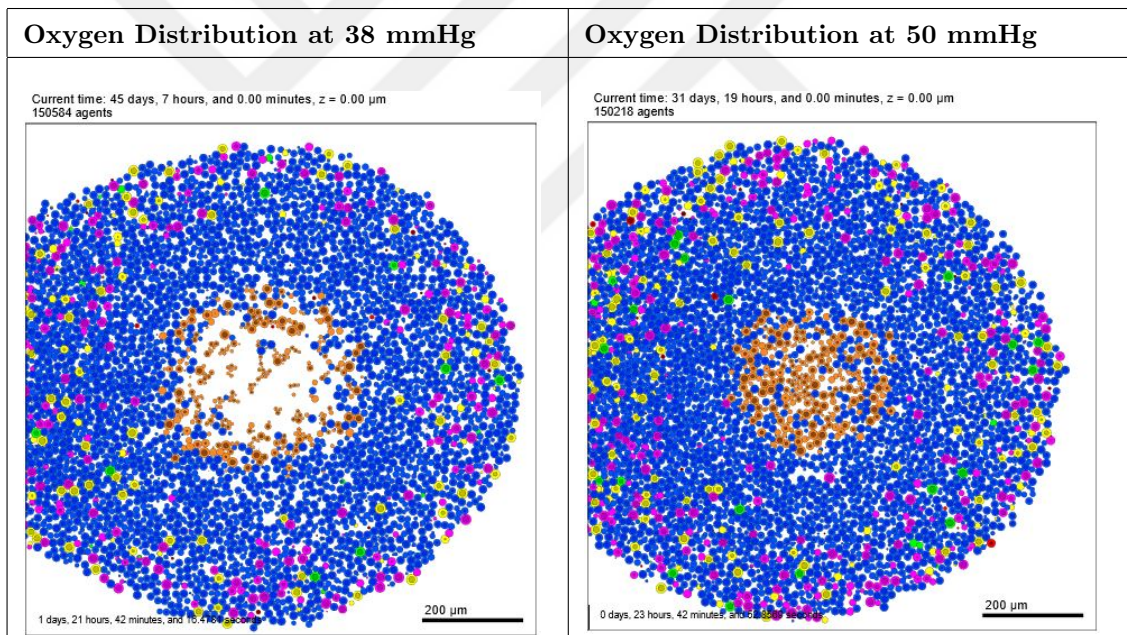 Oxygen Distribution at 38 mmHg
Oxygen Distribution at 50 mmHg
Current time: 45 days, 7 hours, and 0.00 minutes, z = 0.00 μm
150584 agents
200 μm
1 days, 21 hours, 42 minutes, and seconds
Current time: 31 days, 19 hours, and 0.00 minutes, z = 0.00 μm
150218 agents
200 μm
0 days, 23 hours, 42 minutes, and seconds